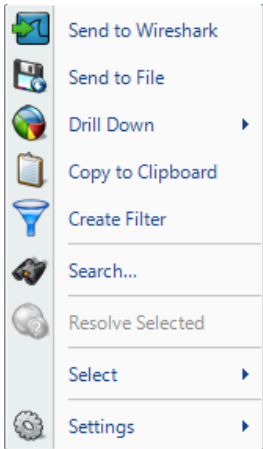 Send to Wireshark
Send to File
Drill Down
Copy to Clipboard
Create Filter
Search...
Resolve Selected
Select
Settings